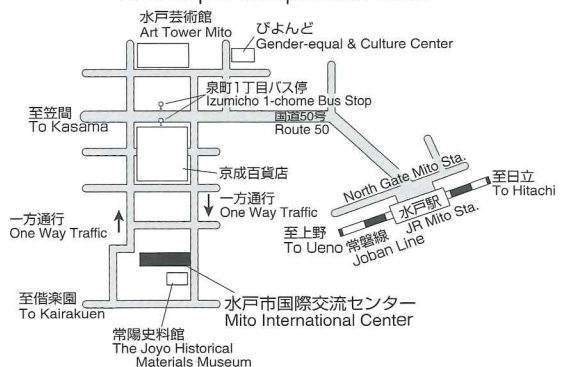 水戸芸術館
Art Tower Mito
びよんど
Gender-equal & Culture Center
泉町1丁目バス停
Izumicho 1-chome Bus Stop
至笠間
To Kasama
国道50号
Route 50
京成百貨店
North Gate Mito Sta.
至日立
To Hitachi
水戸駅
JR Mito Sta.
至上野
To Ueno
常磐線
Joban Line
一方通行
One Way Traffic
一方通行
One Way Traffic
至偕楽園
To Kairakuen
水戸市国際交流センター
Mito International Center
常陽史料館
The Joyo Historical
Materials Museum